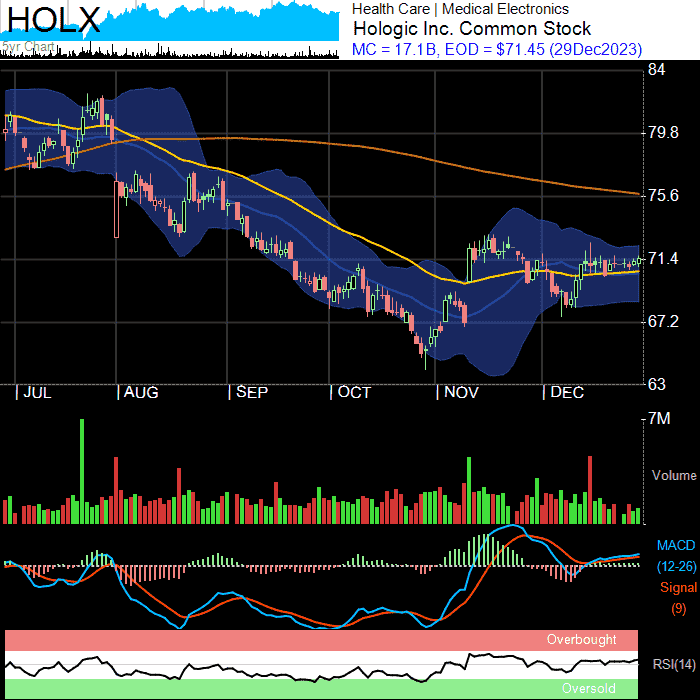 HOLX
5yr Chart
Health Care | Medical Electronics
Hologic Inc. Common Stock
MC = 17.1B, EOD = $71.45 (29Dec2023)
84
79.8
75.6
71.4
67.2
63
| JUL | AUG | SEP | OCT | NOV | DEC
7M
Volume
MACD
(12-26)
Signal
(9)
Overbought
RSI(14)
Oversold